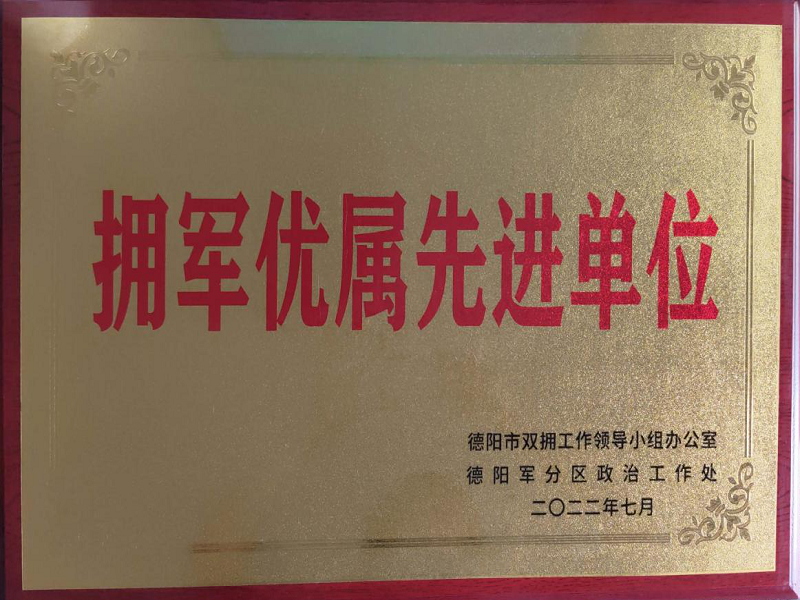 拥军优属先进单位
德阳市双拥工作领导小组办公室
德阳军分区政治工作处
二〇二二年七月